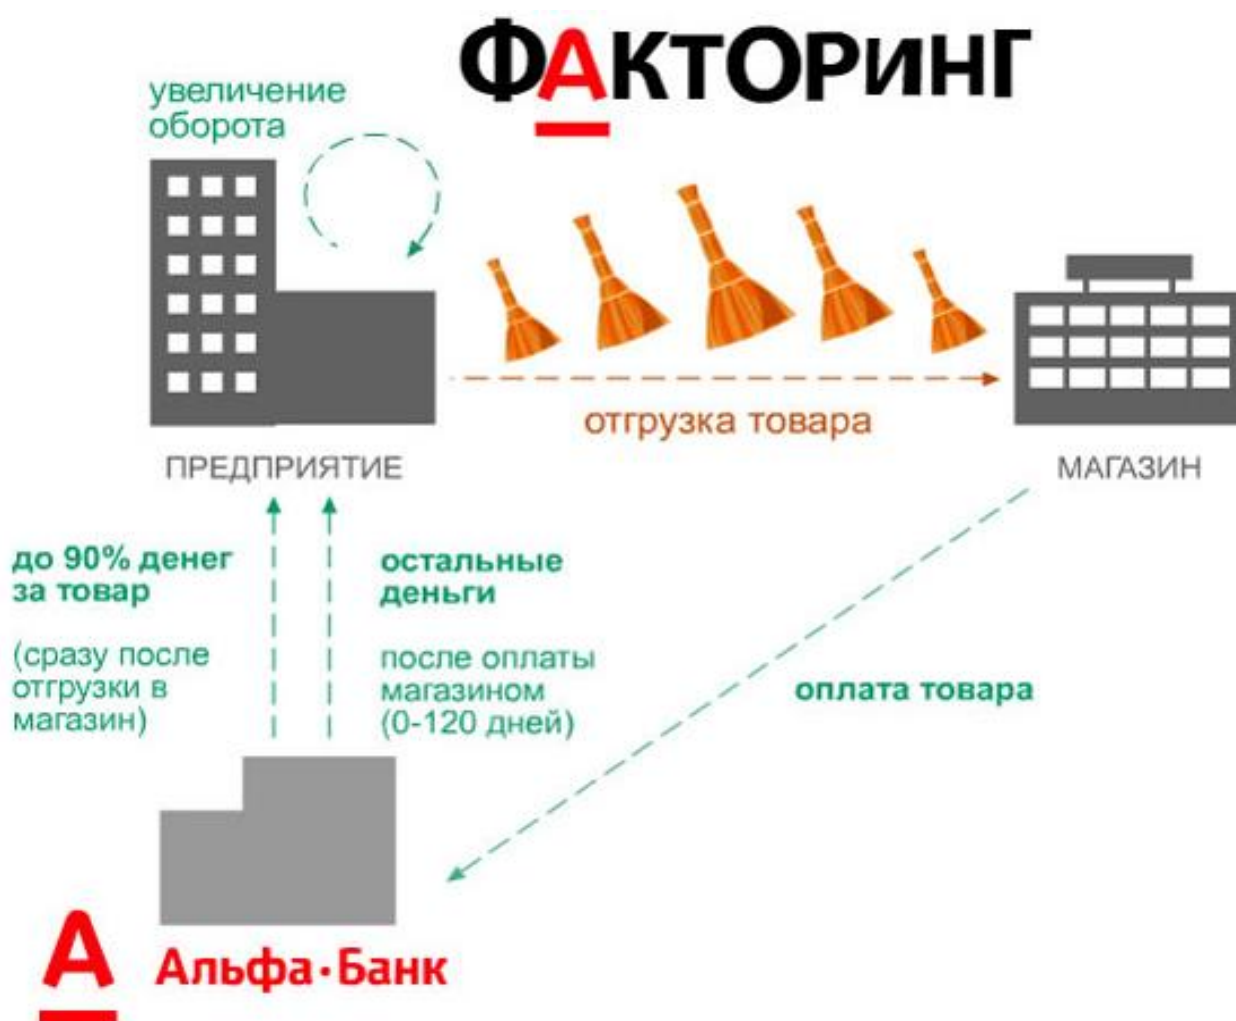 ФАКТОРИНГ
увеличение
оборота
отгрузка товара
ПРЕДПРИЯТИЕ
МАГАЗИН
до 90% денег
за товар
(сразу после
отгрузки в
магазин)
остальные
деньги
после оплаты
магазином
(0-120 дней)
оплата товара
А
Альфа·Банк